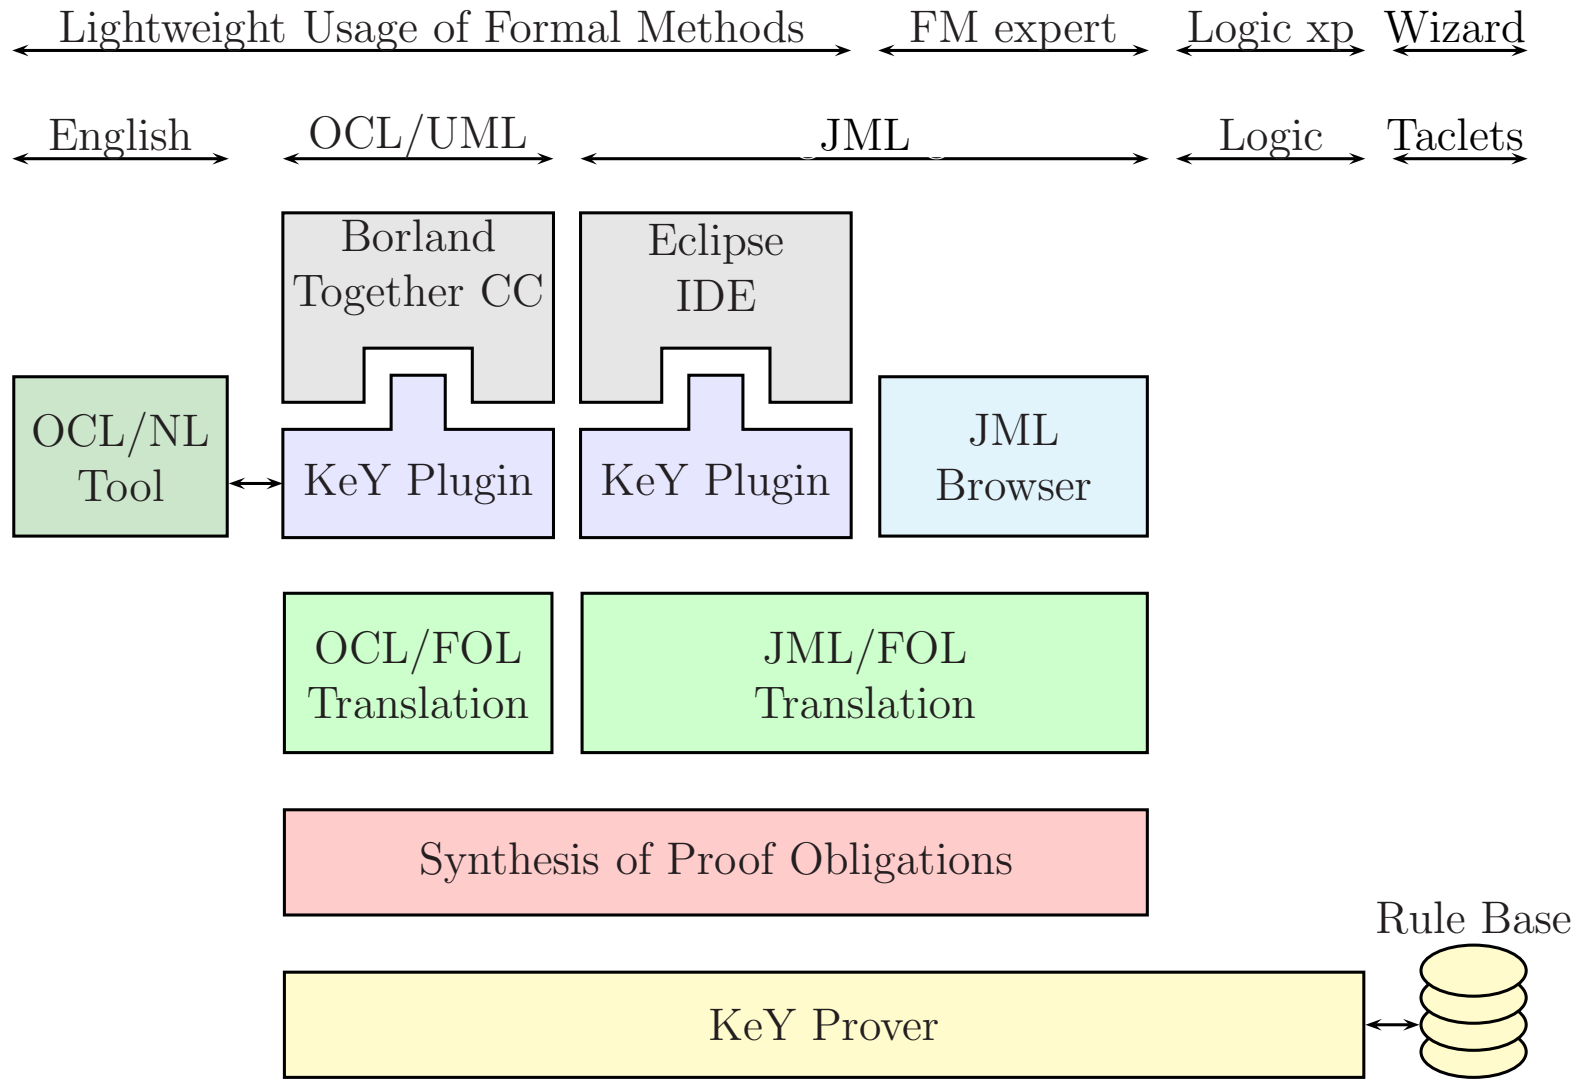 Lightweight Usage of Formal Methods
FM expert
Logic xp
Wizard
English
OCL/UML
JML
Logic
Taclets
Borland
Together CC
Eclipse
IDE
OCL/NL
Tool
KeY Plugin
KeY Plugin
JML
Browser
OCL/FOL
Translation
JML/FOL
Translation
Synthesis of Proof Obligations
Rule Base
KeY Prover